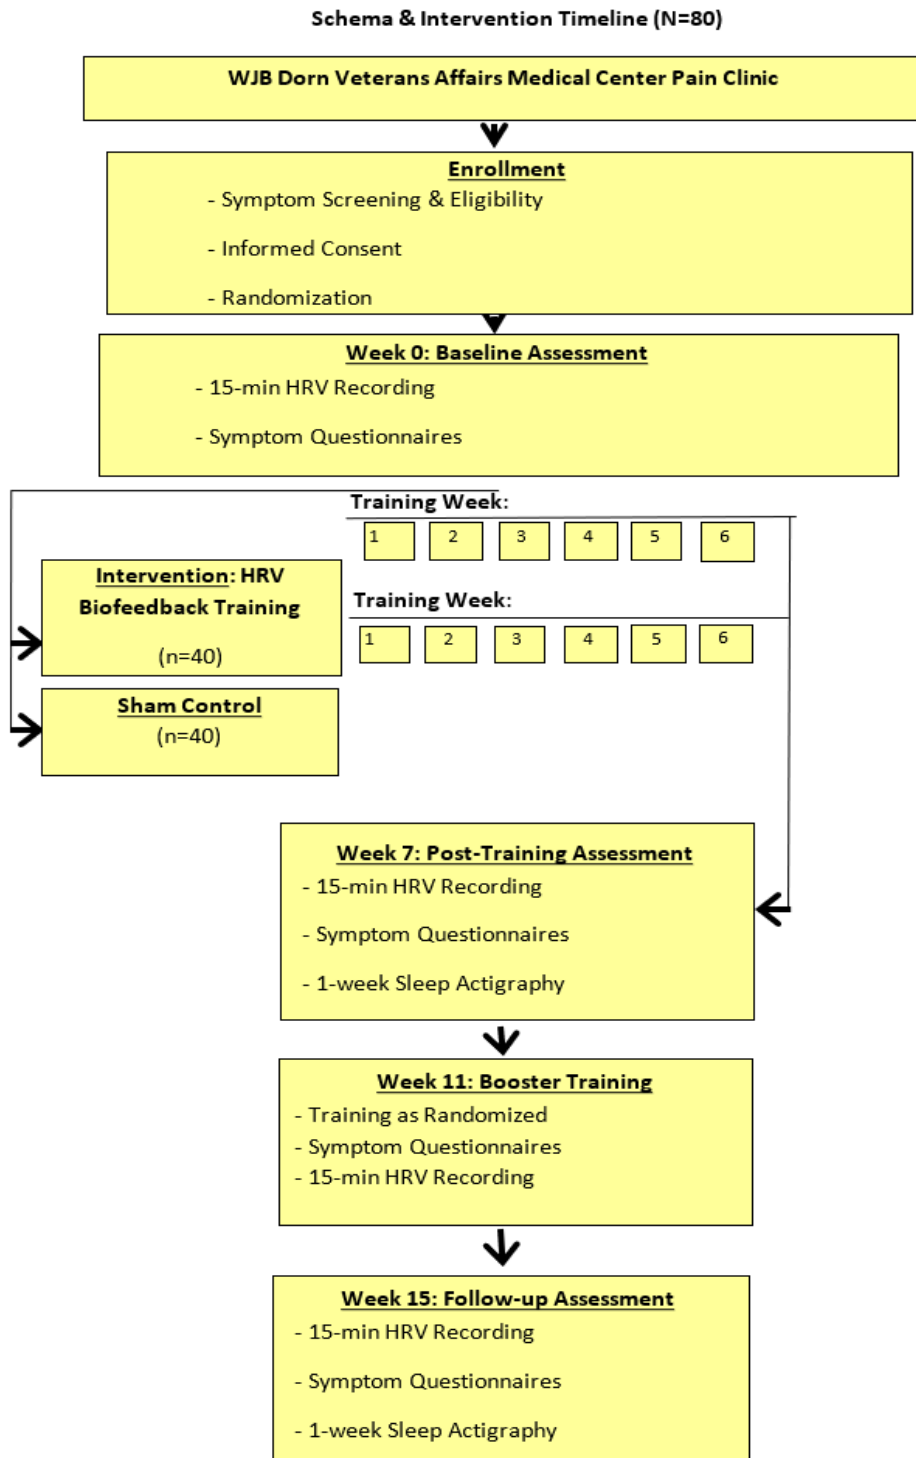 Schema & Intervention Timeline (N=80)
WJB Dorn Veterans Affairs Medical Center Pain Clinic
Enrollment
- Symptom Screening & Eligibility
- Informed Consent
- Randomization
Week 0: Baseline Assessment
- 15-min HRV Recording
- Symptom Questionnaires
Training Week:
1 2 3 4 5 6
Intervention: HRV
Biofeedback Training
(n=40)
Training Week:
1 2 3 4 5 6
Sham Control
(n=40)
Week 7: Post-Training Assessment
- 15-min HRV Recording
- Symptom Questionnaires
- 1-week Sleep Actigraphy
Week 11: Booster Training
- Training as Randomized
- Symptom Questionnaires
- 15-min HRV Recording
Week 15: Follow-up Assessment
- 15-min HRV Recording
- Symptom Questionnaires
- 1-week Sleep Actigraphy